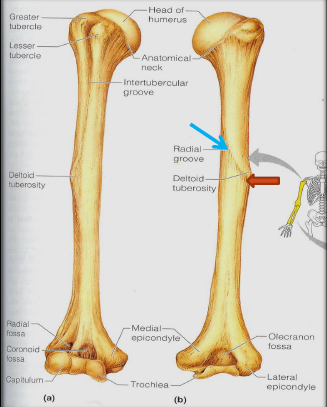 Greater
tubercle
Lesser
tubercle
Head of
humerus
Anatomical
neck
Intertubercular
groove
Radial
groove
Deltoid
tuberosity
Deltoid
tuberosity
Radial
fossa
Coronoid
fossa
Capitulum
Medial
epicondyle
Trochlea
Olecranon
fossa
Lateral
epicondyle
(a)
(b)